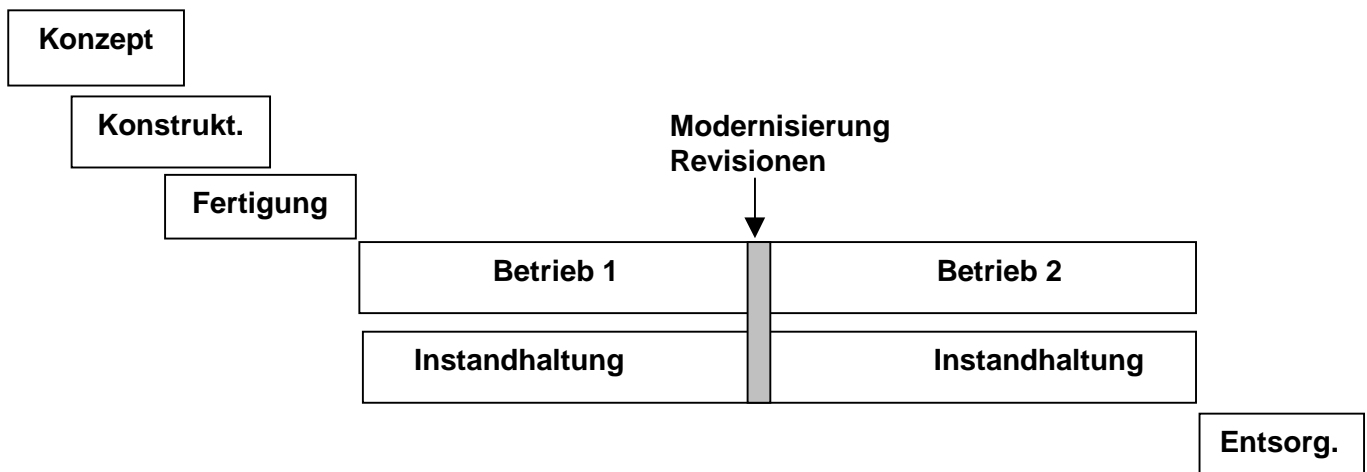 Konzept
Konstrukt.
Modernisierung
Revisionen
Fertigung
Betrieb 1
Betrieb 2
Instandhaltung
Instandhaltung
Entsorg.